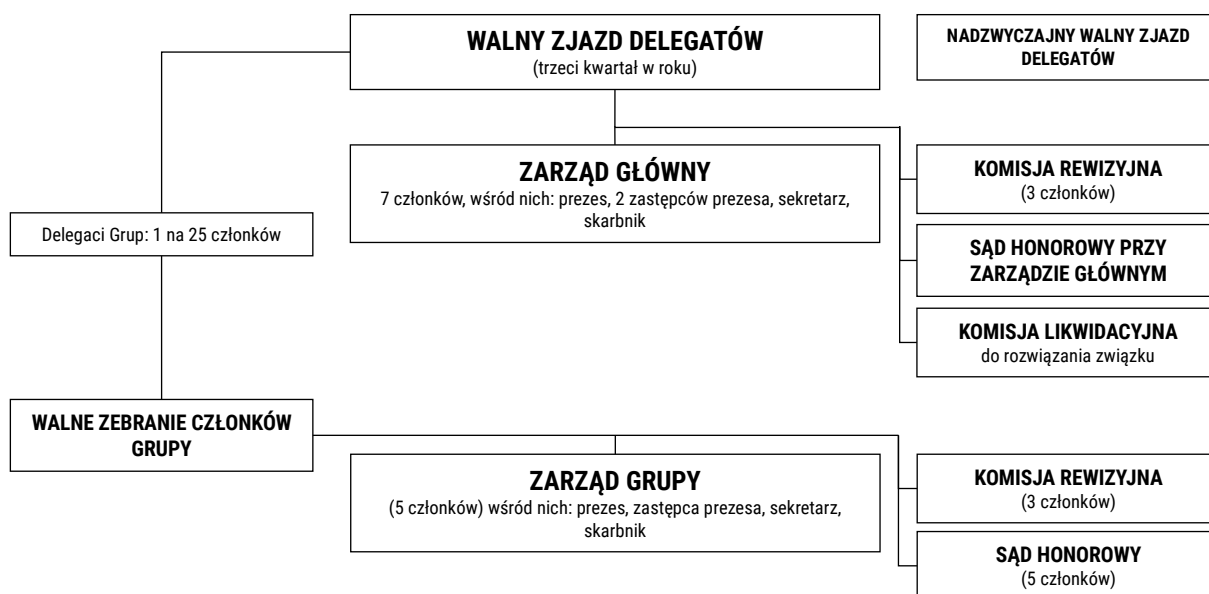 WALNY ZJAZD DELEGATÓW
(trzeci kwartał w roku)
NADZWYCZAJNY WALNY ZJAZD
DELEGATÓW
ZARZĄD GŁÓWNY
7 członków, wśród nich: prezes, 2 zastępców prezesa, sekretarz,
skarbnik
KOMISJA REWIZYJNA
(3 członków)
Delegaci Grup: 1 na 25 członków
SĄD HONOROWY PRZY
ZARZĄDZIE GŁÓWNYM
KOMISJA LIKWIDACYJNA
do rozwiązania związku
WALNE ZEBRANIE CZŁONKÓW
GRUPY
ZARZĄD GRUPY
(5 członków) wśród nich: prezes, zastępca prezesa, sekretarz,
skarbnik
KOMISJA REWIZYJNA
(3 członków)
SĄD HONOROWY
(5 członków)